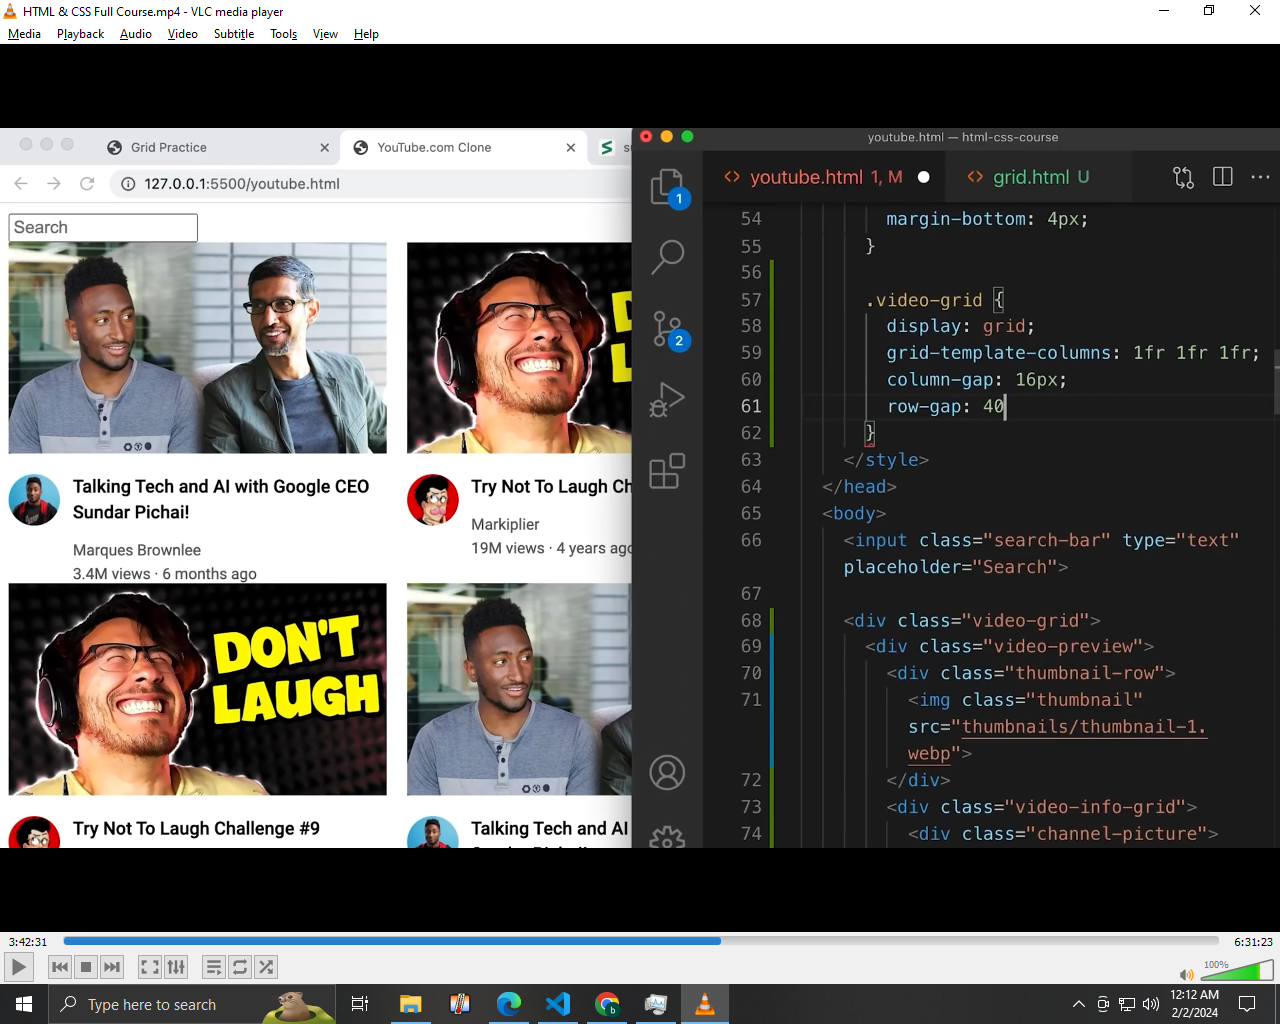 HTML & CSS Full Course.mp4 - VLC media player
Media Playback Audio Video Subtitle Tools View Help
Grid Practice
YouTube.com Clone
127.0.0.1:5500/youtube.html
Search
Talking Tech and AI with Google CEO
Sundar Pichai!
Marques Brownlee
3.4M views · 6 months ago
Try Not To Laugh Ch
Markiplier
19M views · 4 years ago
DON'T
LAUGH
Try Not To Laugh Challenge #9
Talking Tech and AI
youtube.html — html-css-course
youtube.html 1, M
grid.html U
1
2
54 margin-bottom: 4px;
55 }
56
57 .video-grid {
58 display: grid;
59 grid-template-columns: 1fr 1fr 1fr;
60 column-gap: 16px;
61 row-gap: 40
62 }
63 </style>
64 </head>
65 <body>
66 <input class="search-bar" type="text"
placeholder="Search">
67
68 <div class="video-grid">
69 <div class="video-preview">
70 <div class="thumbnail-row">
71 <img class="thumbnail"
src="thumbnails/thumbnail-1.
webp">
72 </div>
73 <div class="video-info-grid">
74 <div class="channel-picture">
3:42:31
6:31:23
100%
Type here to search
12:12 AM
2/2/2024